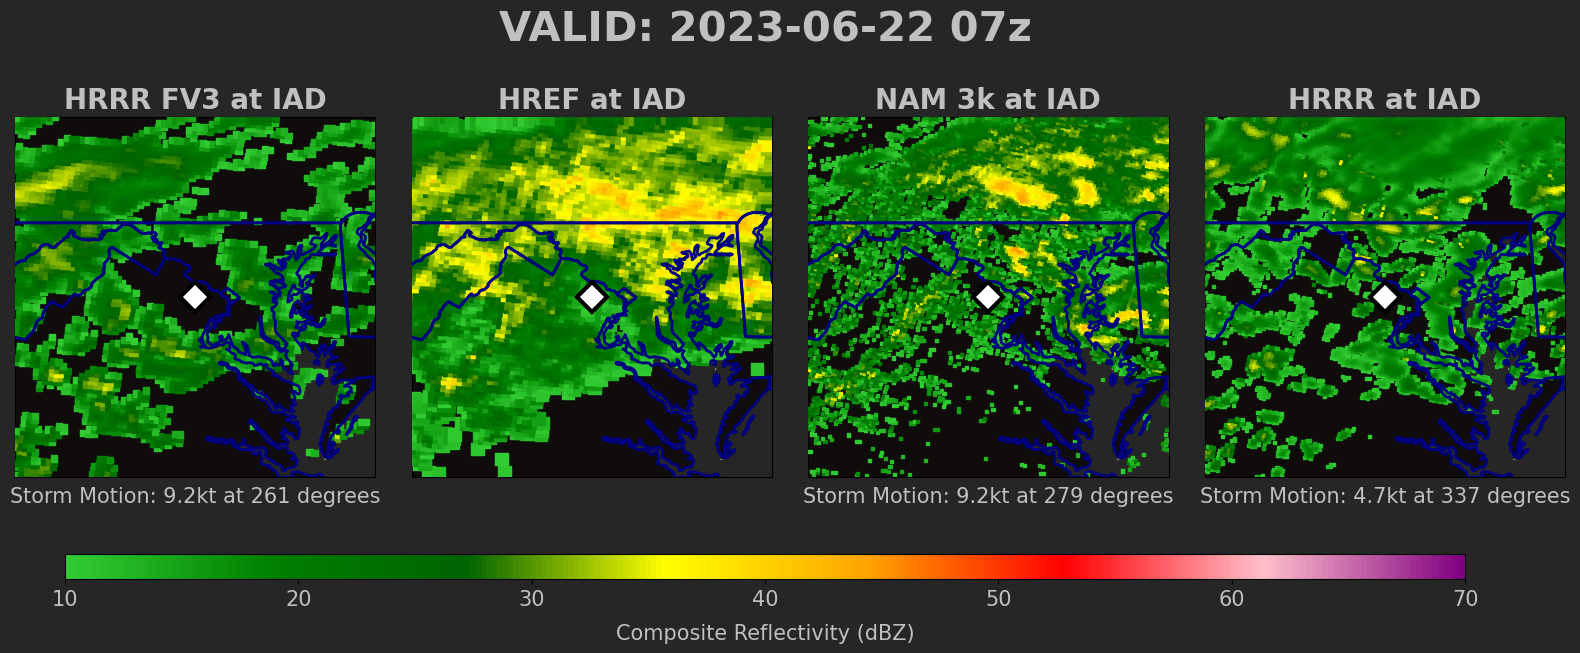 VALID: 2023-06-22 07z
HRRR FV3 at IAD
HREF at IAD
NAM 3k at IAD
HRRR at IAD
Storm Motion: 9.2kt at 261 degrees
Storm Motion: 9.2kt at 279 degrees
Storm Motion: 4.7kt at 337 degrees
10 20 30 40 50 60 70
Composite Reflectivity (dBZ)